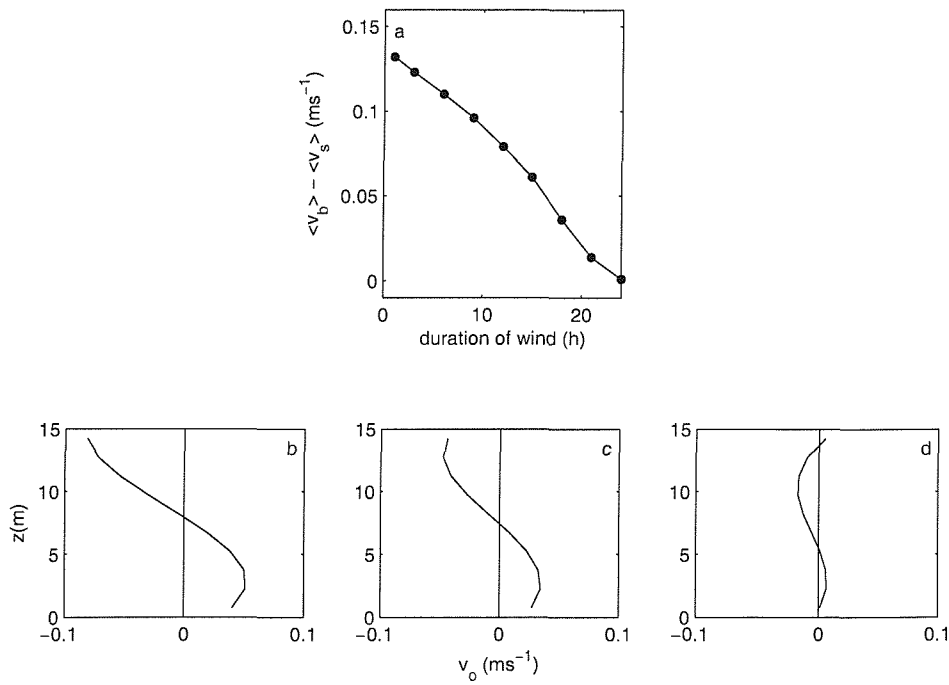 a
0.15
0.1
0.05
0
<v_b> − <v_s> (ms⁻¹)
0 10 20
duration of wind (h)
b
15
10
5
0
z(m)
−0.1 0 0.1
c
15
10
5
0
−0.1 0 0.1
v_o (ms⁻¹)
d
15
10
5
0
−0.1 0 0.1